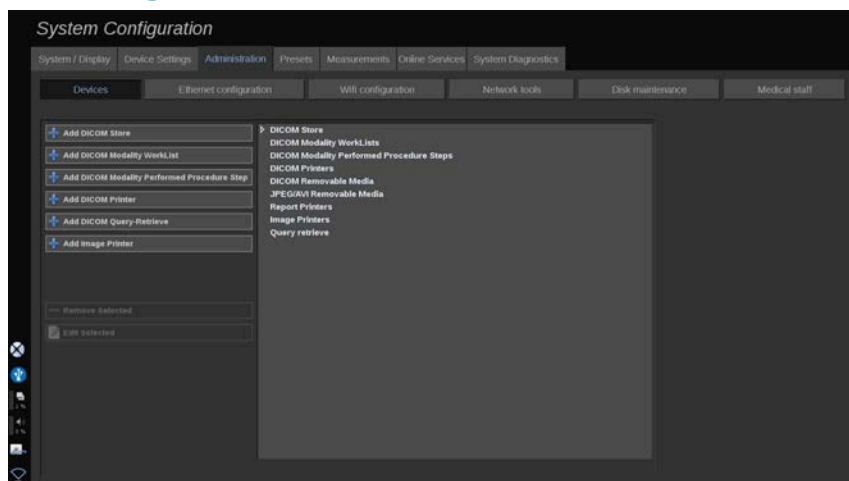 System Configuration
System / Display Device Settings Administration Presets Measurements Online Services System Diagnostics
Devices Ethernet configuration Wifi configuration Network tools Disk maintenance Medical staff
Add DICOM Store
Add DICOM Modality WorkList
Add DICOM Modality Performed Procedure Step
Add DICOM Printer
Add DICOM Query-Retrieve
Add Image Printer
Remove Selected
Edit Selected
DICOM Store
DICOM Modality WorkLists
DICOM Modality Performed Procedure Steps
DICOM Printers
DICOM Removable Media
JPEG/AVI Removable Media
Report Printers
Image Printers
Query retrieve